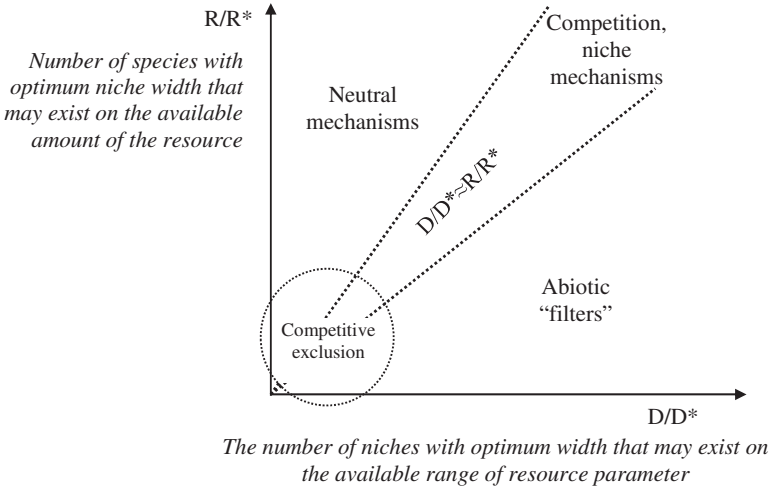 R/R*
Number of species with
optimum niche width that
may exist on the available
amount of the resource
Neutral
mechanisms
Competition,
niche
mechanisms
D/D*≈R/R*
Abiotic
“filters”
Competitive
exclusion
D/D*
The number of niches with optimum width that may exist on
the available range of resource parameter